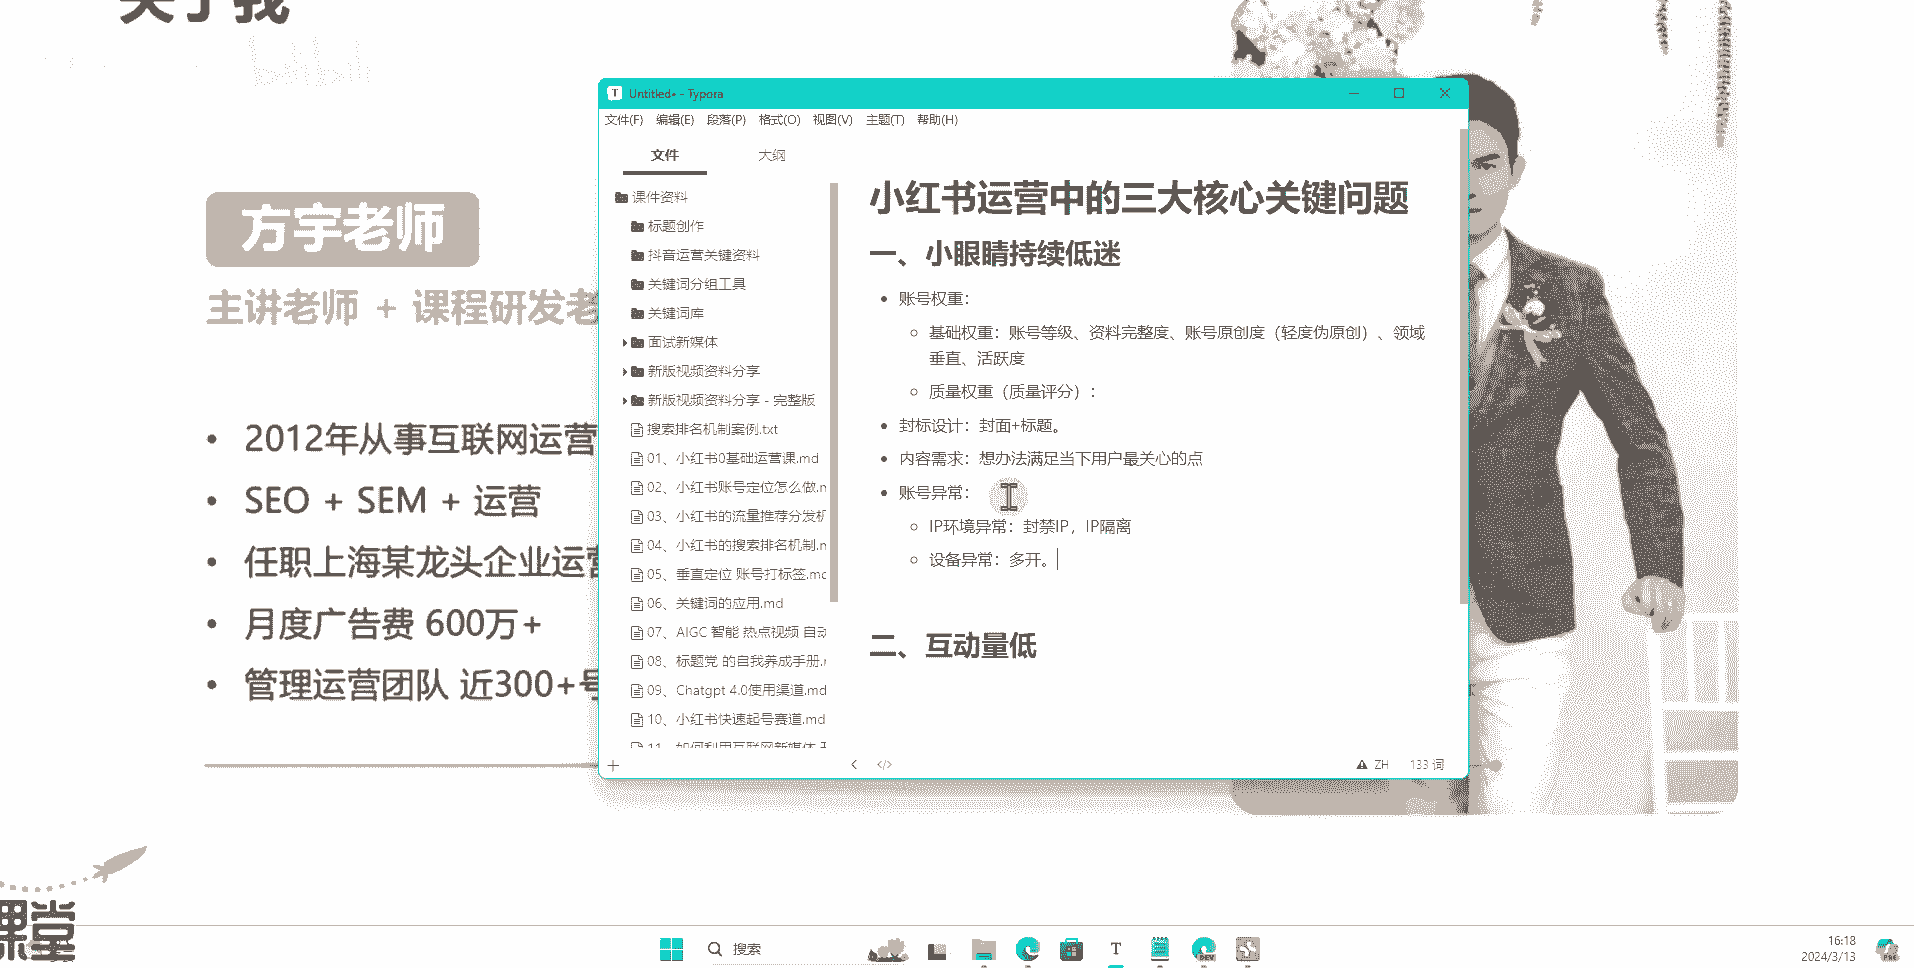 关于我
bilibili
方宇老师
主讲老师 + 课程研发老
2012年从事互联网运营
SEO + SEM + 运营
任职上海某龙头企业运营
月度广告费 600万+
管理运营团队 近300+号
课堂
Untitled• - Typora
文件(F) 编辑(E) 段落(P) 格式(O) 视图(V) 主题(T) 帮助(H)
文件 大纲
课件资料
标题创作
抖音运营关键资料
关键词分组工具
关键词库
面试新媒体
新版视频资料分享
新版视频资料分享 - 完整版
搜索排名机制案例.txt
01、小红书0基础运营课.md
02、小红书账号定位怎么做.m
03、小红书的流量推荐分发机
04、小红书的搜索排名机制.m
05、垂直定位 账号打标签.md
06、关键词的应用.md
07、AIGC 智能 热点视频 自动
08、标题党 的自我养成手册.m
09、Chatgpt 4.0使用渠道.md
10、小红书快速起号赛道.md
11、如何利用互联网新媒体
小红书运营中的三大核心关键问题
一、小眼睛持续低迷
账号权重：
基础权重：账号等级、资料完整度、账号原创度（轻度伪原创）、领域
垂直、活跃度
质量权重（质量评分）：
封标设计：封面+标题。
内容需求：想办法满足当下用户最关心的点
账号异常：
IP环境异常：封禁IP，IP隔离
设备异常：多开。
二、互动量低
ZH 133 词
搜索
T
DEV
16:18
2024/3/13
PRE